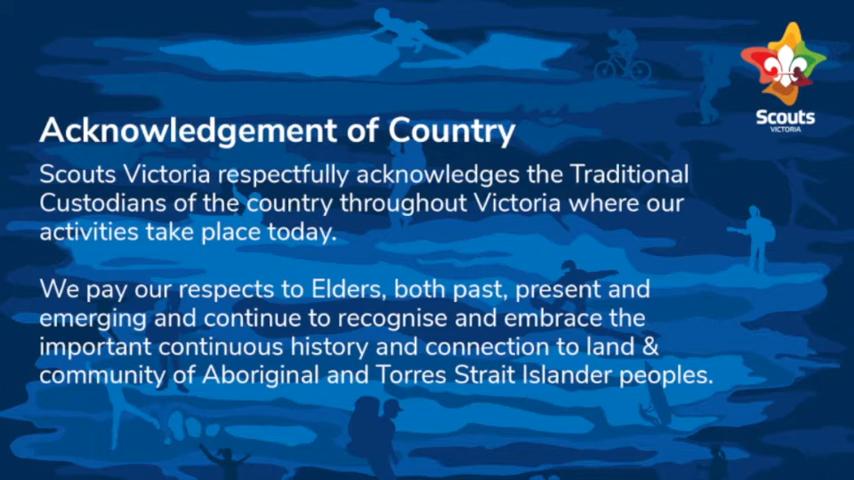 Scouts
VICTORIA
Acknowledgement of Country
Scouts Victoria respectfully acknowledges the Traditional
Custodians of the country throughout Victoria where our
activities take place today.
We pay our respects to Elders, both past, present and
emerging and continue to recognise and embrace the
important continuous history and connection to land &
community of Aboriginal and Torres Strait Islander peoples.